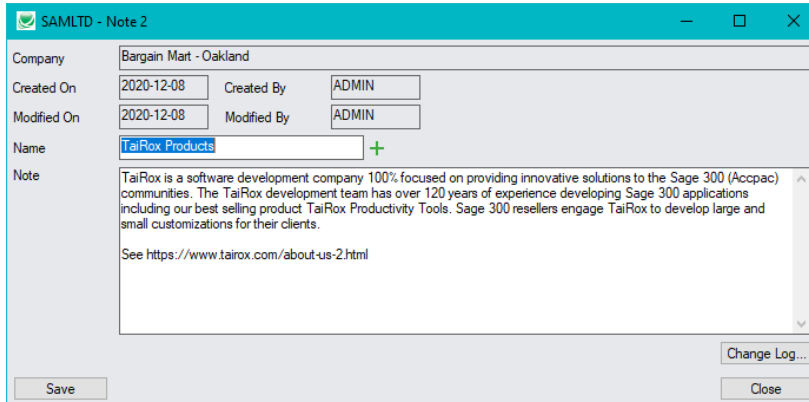 SAMLTD - Note 2
Company Bargain Mart - Oakland
Created On 2020-12-08 Created By ADMIN
Modified On 2020-12-08 Modified By ADMIN
Name TaiRox Products
Note TaiRox is a software development company 100% focused on providing innovative solutions to the Sage 300 (Accpac)
communities. The TaiRox development team has over 120 years of experience developing Sage 300 applications
including our best selling product TaiRox Productivity Tools. Sage 300 resellers engage TaiRox to develop large and
small customizations for their clients.
See https://www.tairox.com/about-us-2.html
Change Log...
Save Close